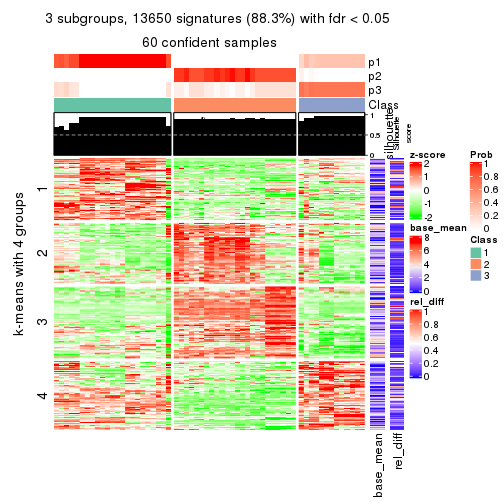 3 subgroups, 13650 signatures (88.3%) with fdr < 0.05
60 confident samples
p1
p2
p3
Class
1
0.5
0
silhouette
score
k-means with 4 groups
1
2
3
4
base_mean
rel_diff
z-score
2
1
0
-1
-2
base_mean
8
6
4
2
0
rel_diff
1
0.8
0.6
0.4
0.2
0
Prob
1
0.8
0.6
0.4
0.2
0
Class
1
2
3